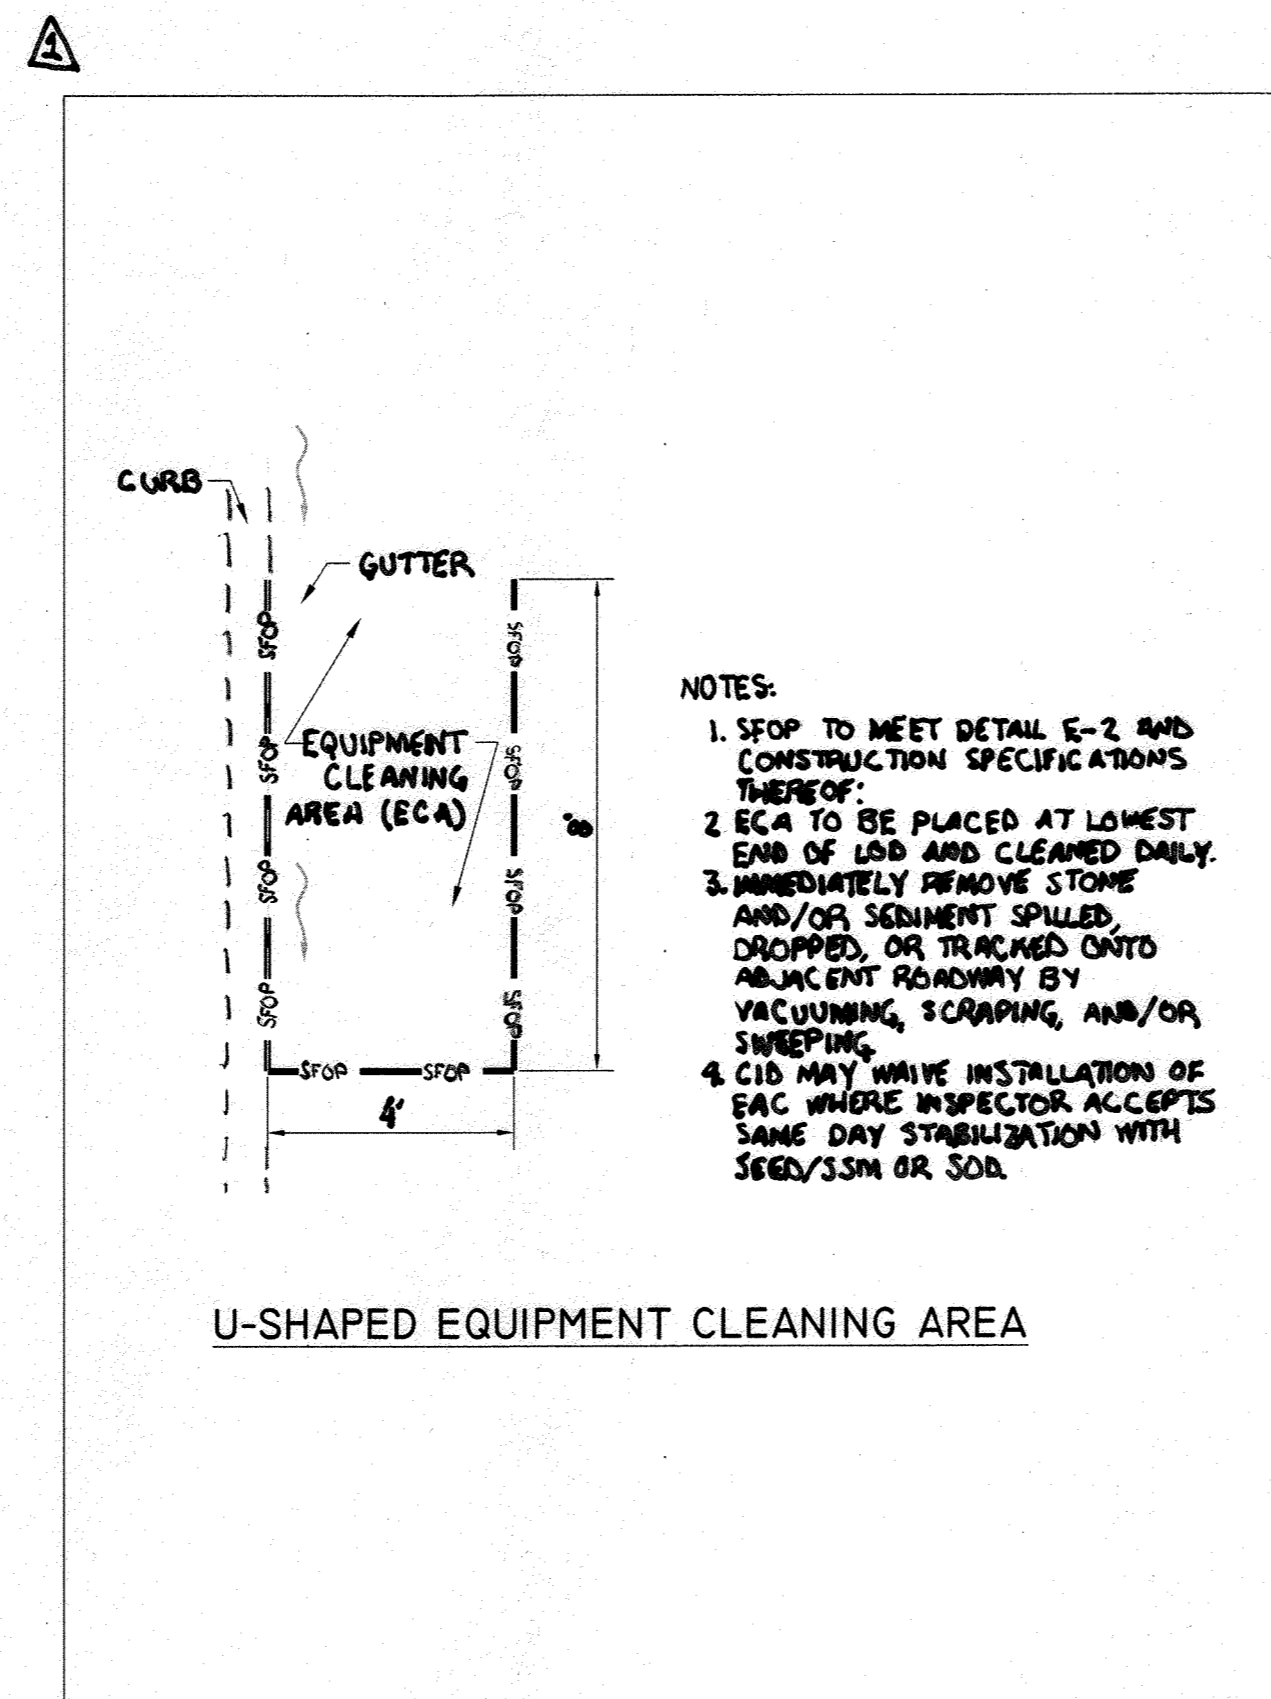 1
CURB
GUTTER
SFOP
SFOP
SFOP
SFOP
SFOP
SFOP
SFOP
SFOP
EQUIPMENT
CLEANING
AREA (ECA)
8'
SFOP
SFOP
4'
NOTES:
1. SFOP TO MEET DETAIL E-2 AND
CONSTRUCTION SPECIFICATIONS
THEREOF:
2 ECA TO BE PLACED AT LOWEST
END OF LOD AND CLEANED DAILY.
3. IMMEDIATELY REMOVE STONE
AND/OR SEDIMENT SPILLED,
DROPPED, OR TRACKED ONTO
ADJACENT ROADWAY BY
VACUUMING, SCRAPING, AND/OR
SWEEPING
4. CID MAY WAIVE INSTALLATION OF
EAC WHERE INSPECTOR ACCEPTS
SAME DAY STABILIZATION WITH
SEED/SSM OR SOD.
U-SHAPED EQUIPMENT CLEANING AREA